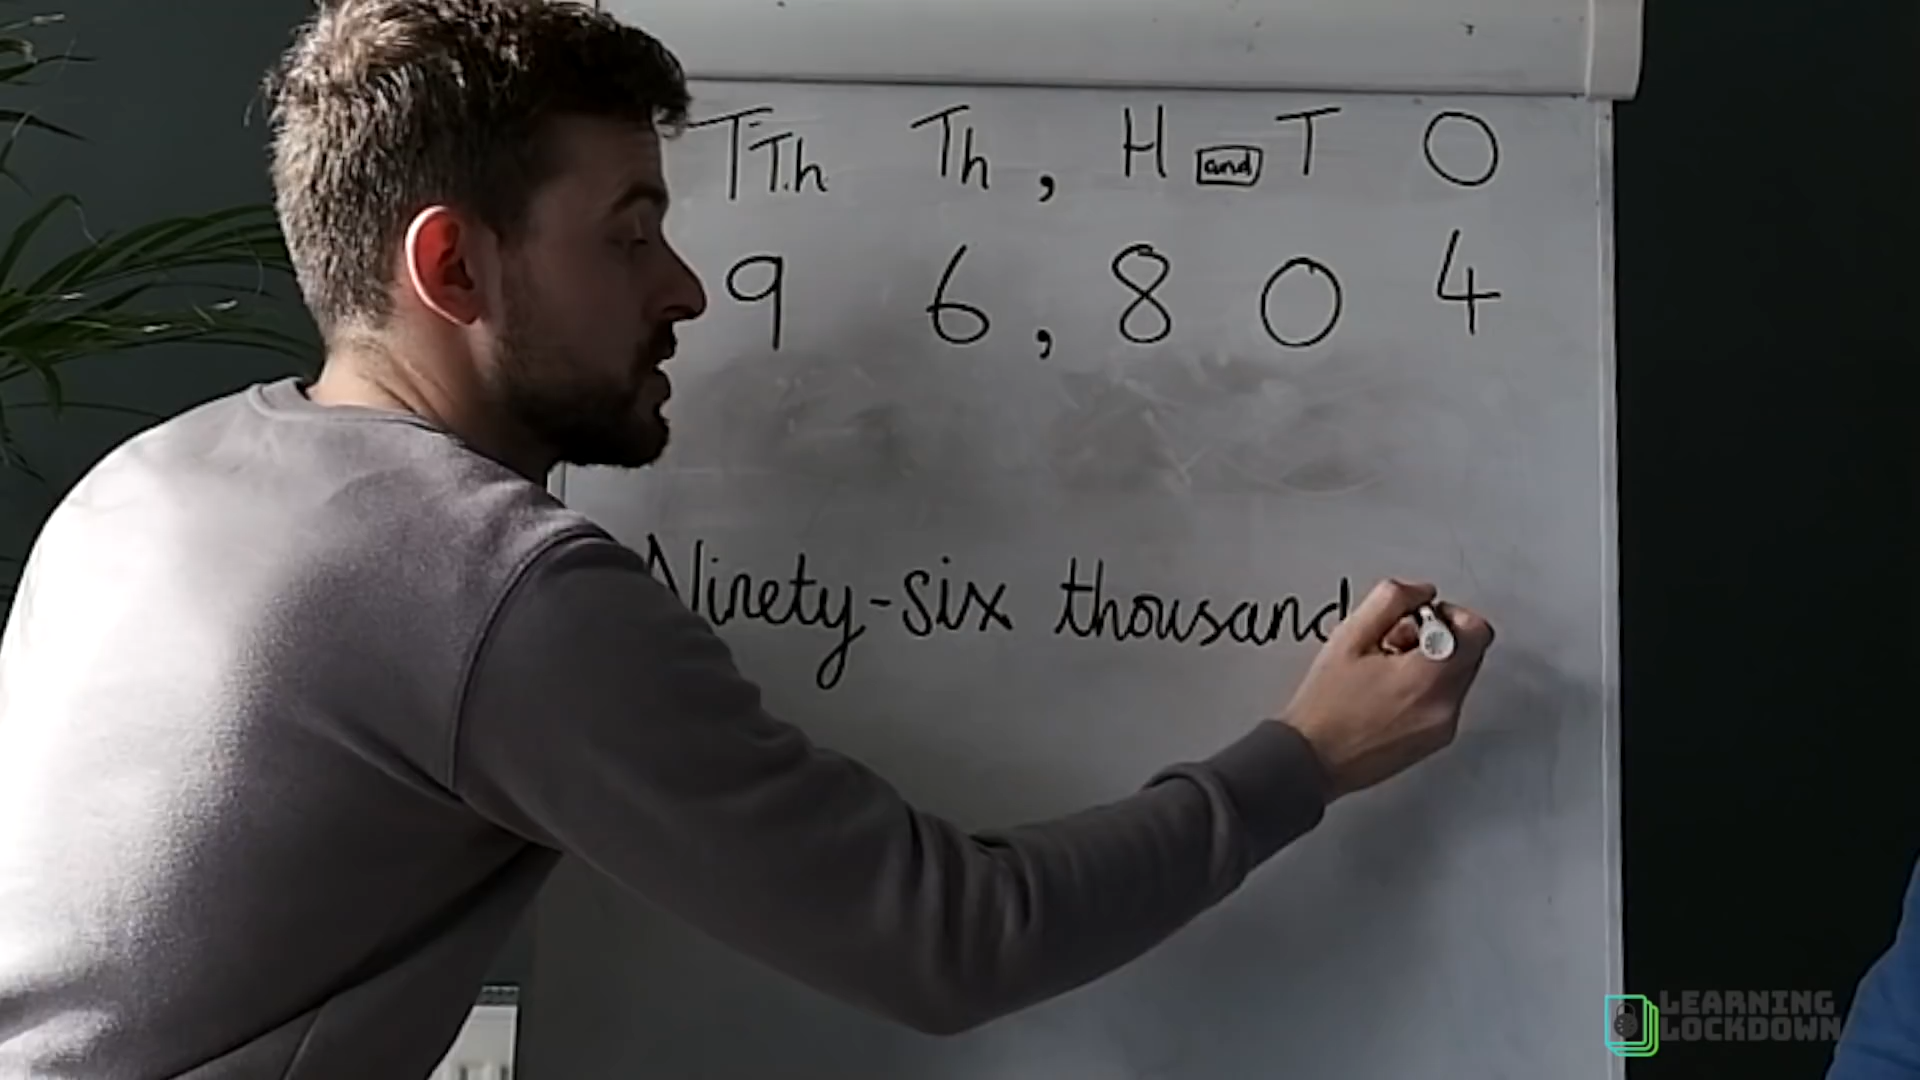 TTh Th , H and T O
9 6 , 8 0 4
Ninety-six thousand
LEARNING
LOCKDOWN